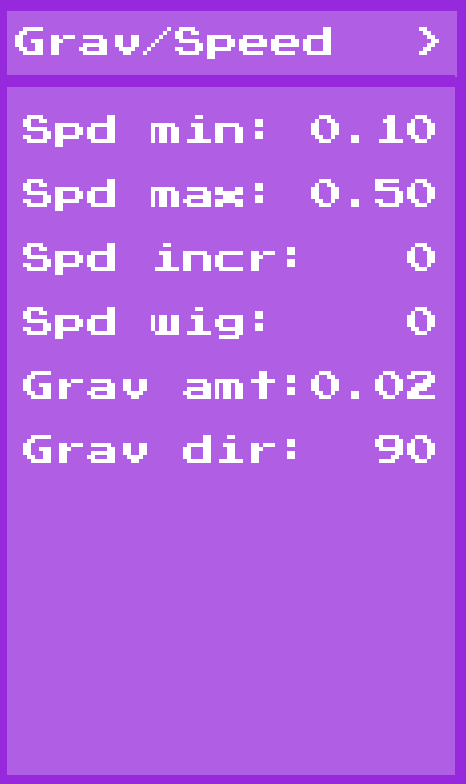 Grav/Speed >
Spd min: 0.10
Spd max: 0.50
Spd incr: 0
Spd wig: 0
Grav amt:0.02
Grav dir: 90